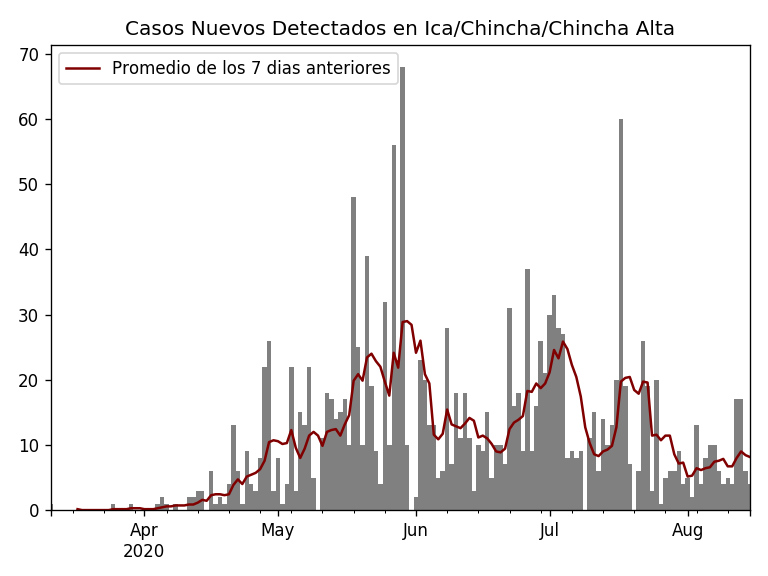 Casos Nuevos Detectados en Ica/Chincha/Chincha Alta
Promedio de los 7 dias anteriores
70
60
50
40
30
20
10
0
Apr
2020
May
Jun
Jul
Aug